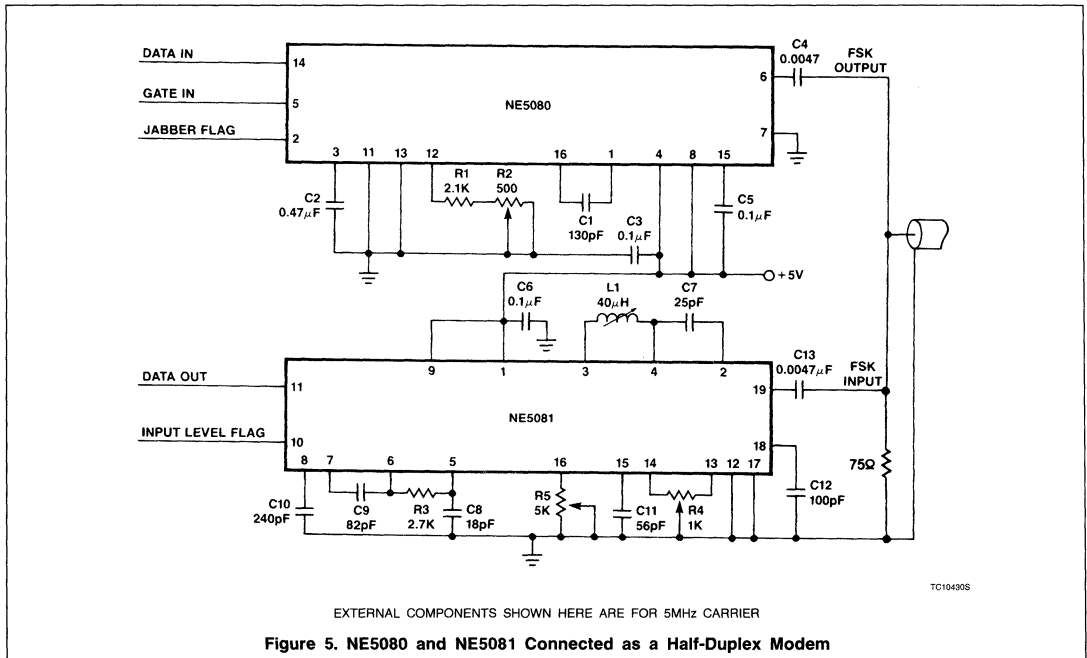 DATA IN
GATE IN
JABBER FLAG
14
5
2
NE5080
6
7
C4
0.0047
FSK
OUTPUT
3
11
13
12
16
1
4
8
15
R1
2.1K
R2
500
C2
0.47μF
C1
130pF
C3
0.1μF
C5
0.1μF
+5V
C6
0.1μF
L1
40μH
C7
25pF
9
1
3
4
2
C13
0.0047μF
FSK
INPUT
DATA OUT
INPUT LEVEL FLAG
11
10
NE5081
19
18
8
7
6
5
16
15
14
13
12
17
75Ω
C12
100pF
C10
240pF
C9
82pF
R3
2.7K
C8
18pF
R5
5K
C11
56pF
R4
1K
TC10430S
EXTERNAL COMPONENTS SHOWN HERE ARE FOR 5MHz CARRIER
Figure 5. NE5080 and NE5081 Connected as a Half-Duplex Modem